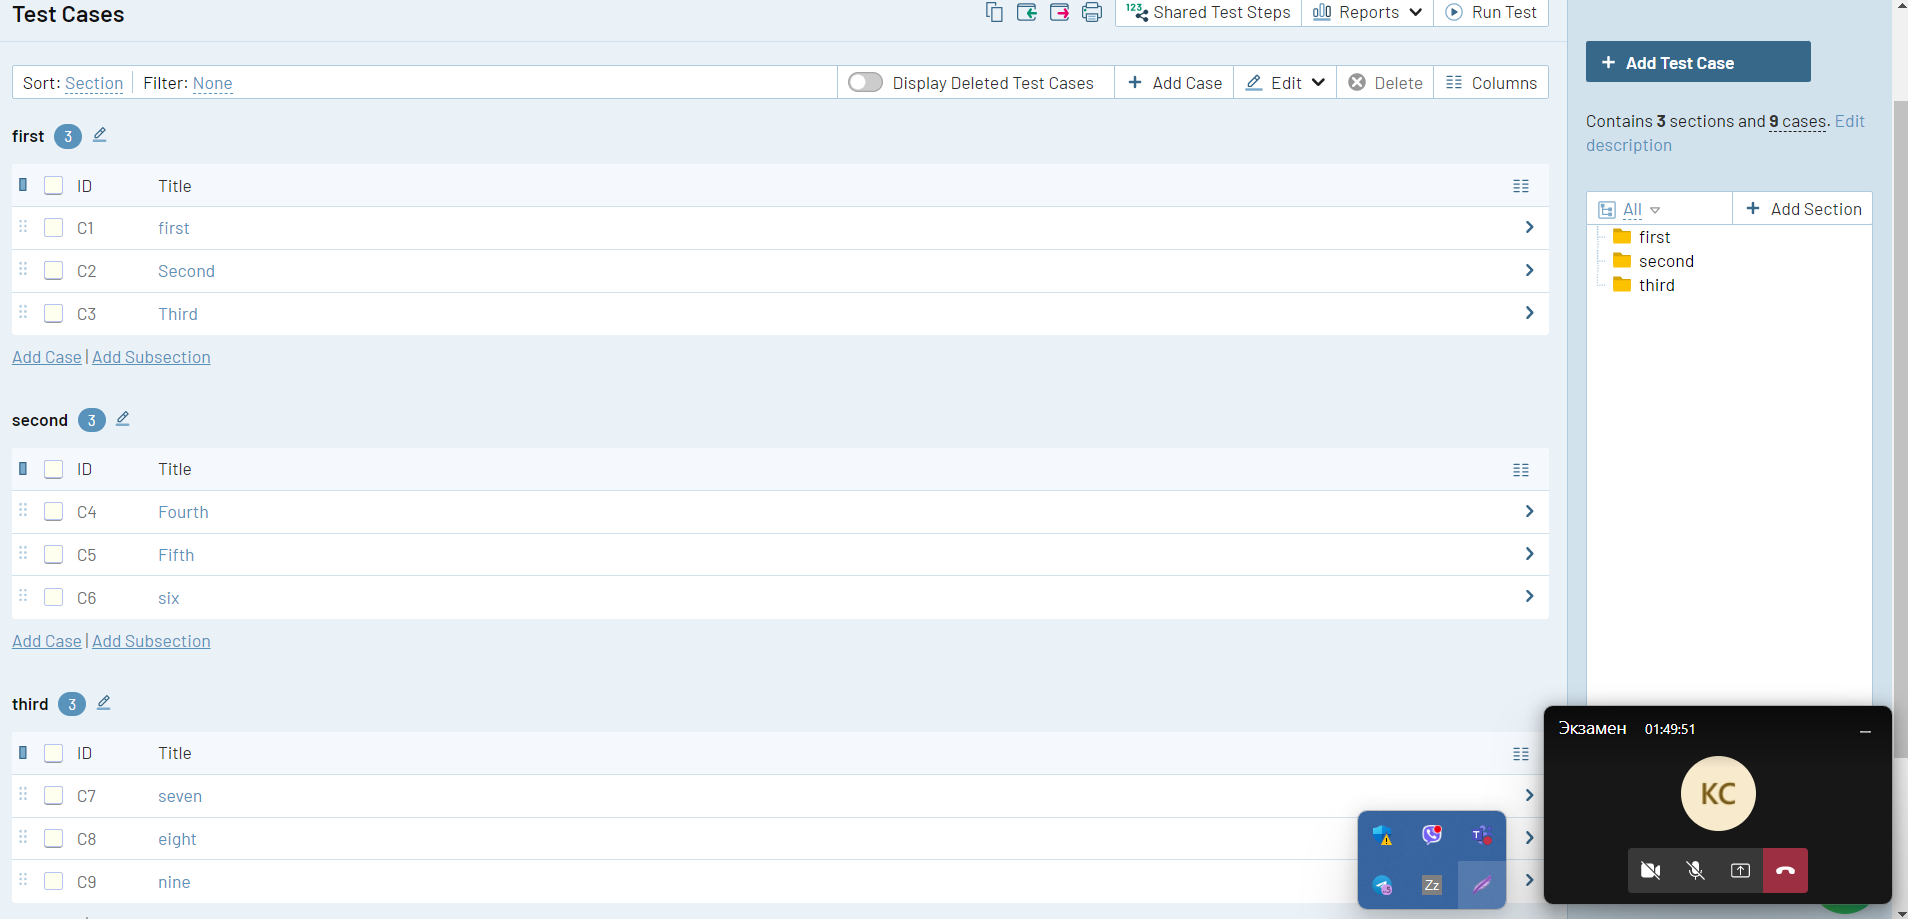 Test Cases
123 Shared Test Steps
Reports
Run Test
Sort: Section Filter: None
Display Deleted Test Cases
+ Add Case
Edit
Delete
Columns
first 3
ID Title
C1 first
C2 Second
C3 Third
Add Case | Add Subsection
second 3
ID Title
C4 Fourth
C5 Fifth
C6 six
Add Case | Add Subsection
third 3
ID Title
C7 seven
C8 eight
C9 nine
+ Add Test Case
Contains 3 sections and 9 cases. Edit
description
All
+ Add Section
first
second
third
Экзамен 01:49:51
КС
Zz